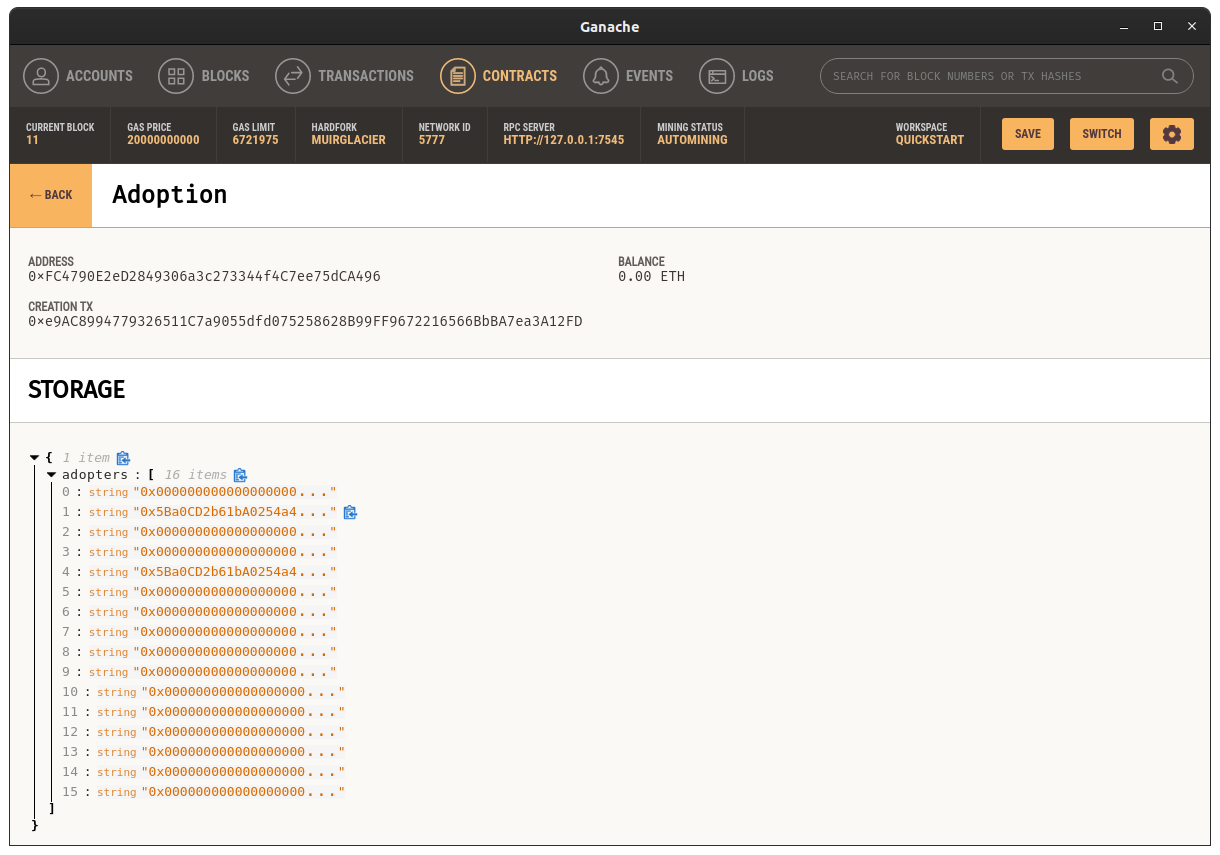 Ganache
ACCOUNTS BLOCKS TRANSACTIONS CONTRACTS EVENTS LOGS SEARCH FOR BLOCK NUMBERS OR TX HASHES
CURRENT BLOCK GAS PRICE GAS LIMIT HARDFORK NETWORK ID RPC SERVER MINING STATUS WORKSPACE
11 20000000000 6721975 MUIRGLACIER 5777 HTTP://127.0.0.1:7545 AUTOMINING QUICKSTART SAVE SWITCH
← BACK Adoption
ADDRESS BALANCE
0×FC4790E2eD2849306a3c273344f4C7ee75dCA496 0.00 ETH
CREATION TX
0×e9AC8994779326511C7a9055dfd075258628B99FF9672216566BbBA7ea3A12FD
STORAGE
{ 1 item
adopters : [ 16 items
0 : string "0x000000000000000000..."
1 : string "0x5Ba0CD2b61bA0254a4..."
2 : string "0x000000000000000000..."
3 : string "0x000000000000000000..."
4 : string "0x5Ba0CD2b61bA0254a4..."
5 : string "0x000000000000000000..."
6 : string "0x000000000000000000..."
7 : string "0x000000000000000000..."
8 : string "0x000000000000000000..."
9 : string "0x000000000000000000..."
10 : string "0x000000000000000000..."
11 : string "0x000000000000000000..."
12 : string "0x000000000000000000..."
13 : string "0x000000000000000000..."
14 : string "0x000000000000000000..."
15 : string "0x000000000000000000..."
]
}